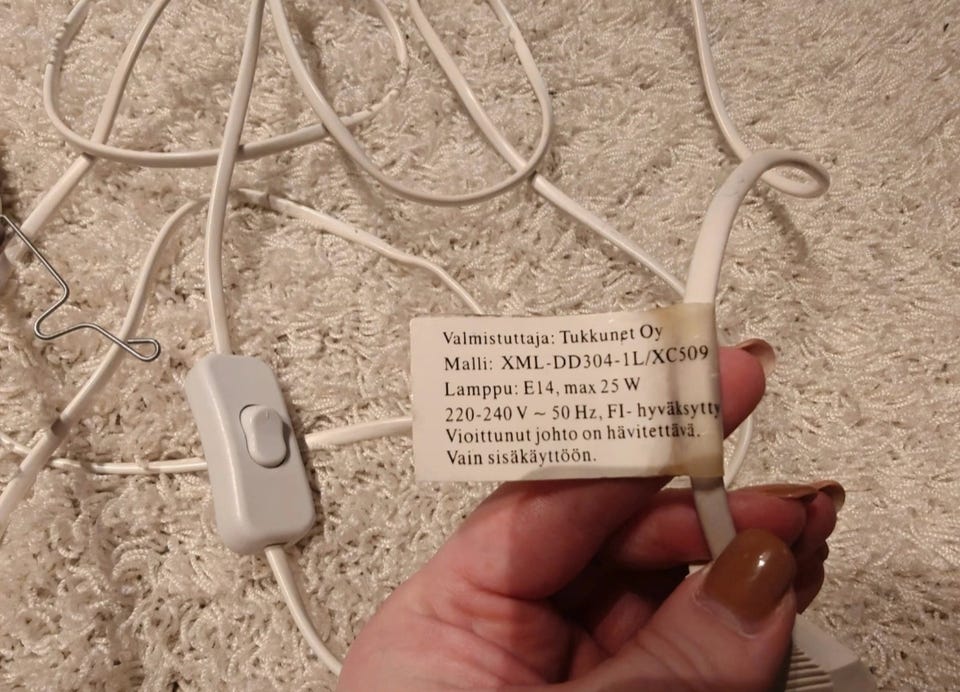 Valmistuttaja: Tukkunet Oy
Malli: XML-DD304-1L/XC509
Lamppu: E14, max 25 W
220-240 V ~ 50 Hz, FI- hyväksytty
Vioittunut johto on hävitettävä.
Vain sisäkäyttöön.